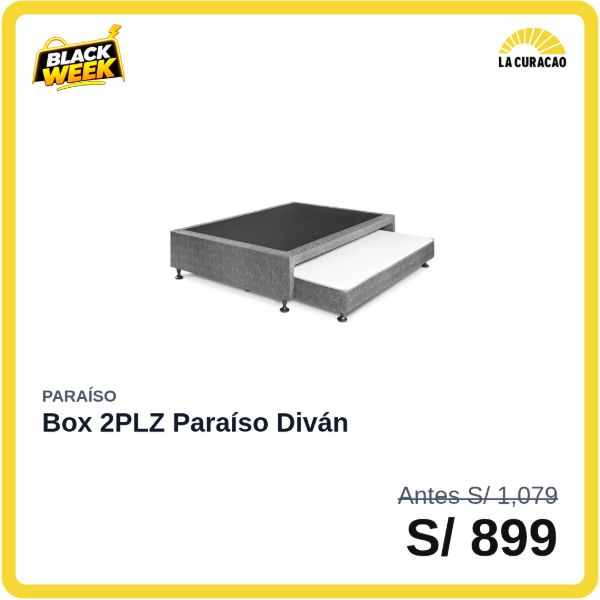 BLACK
WEEK
LA CURACAO
PARAÍSO
Box 2PLZ Paraíso Diván
Antes S/ 1,079
S/ 899